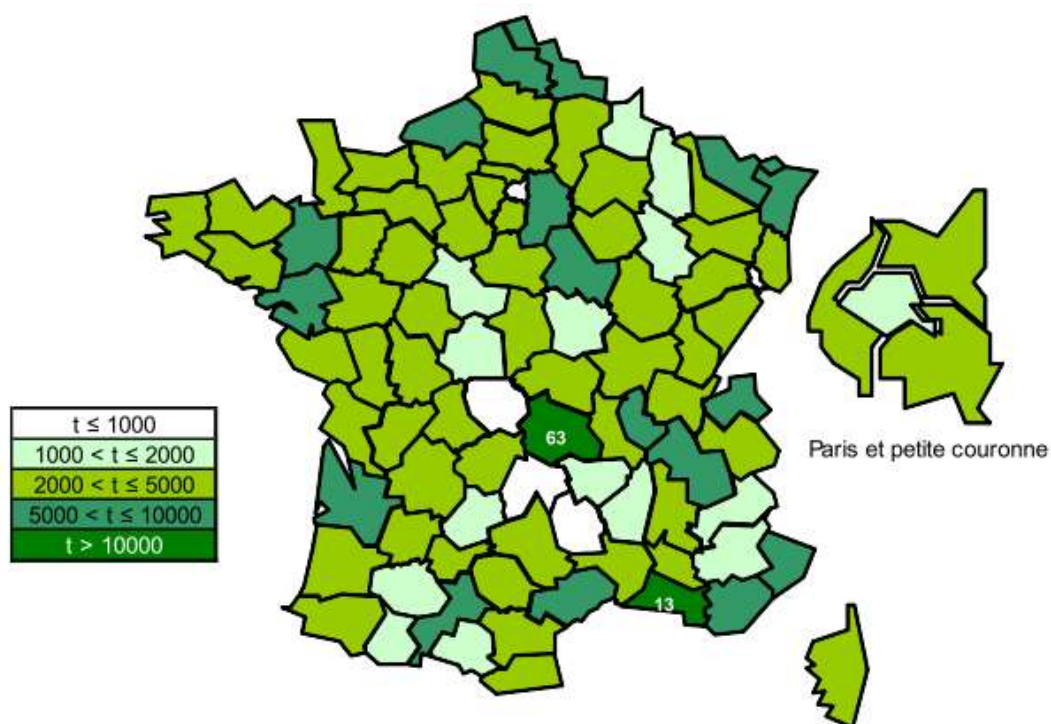 63
Paris et petite couronne
t ≤ 1000
1000 < t ≤ 2000
2000 < t ≤ 5000
5000 < t ≤ 10000
t > 10000
13